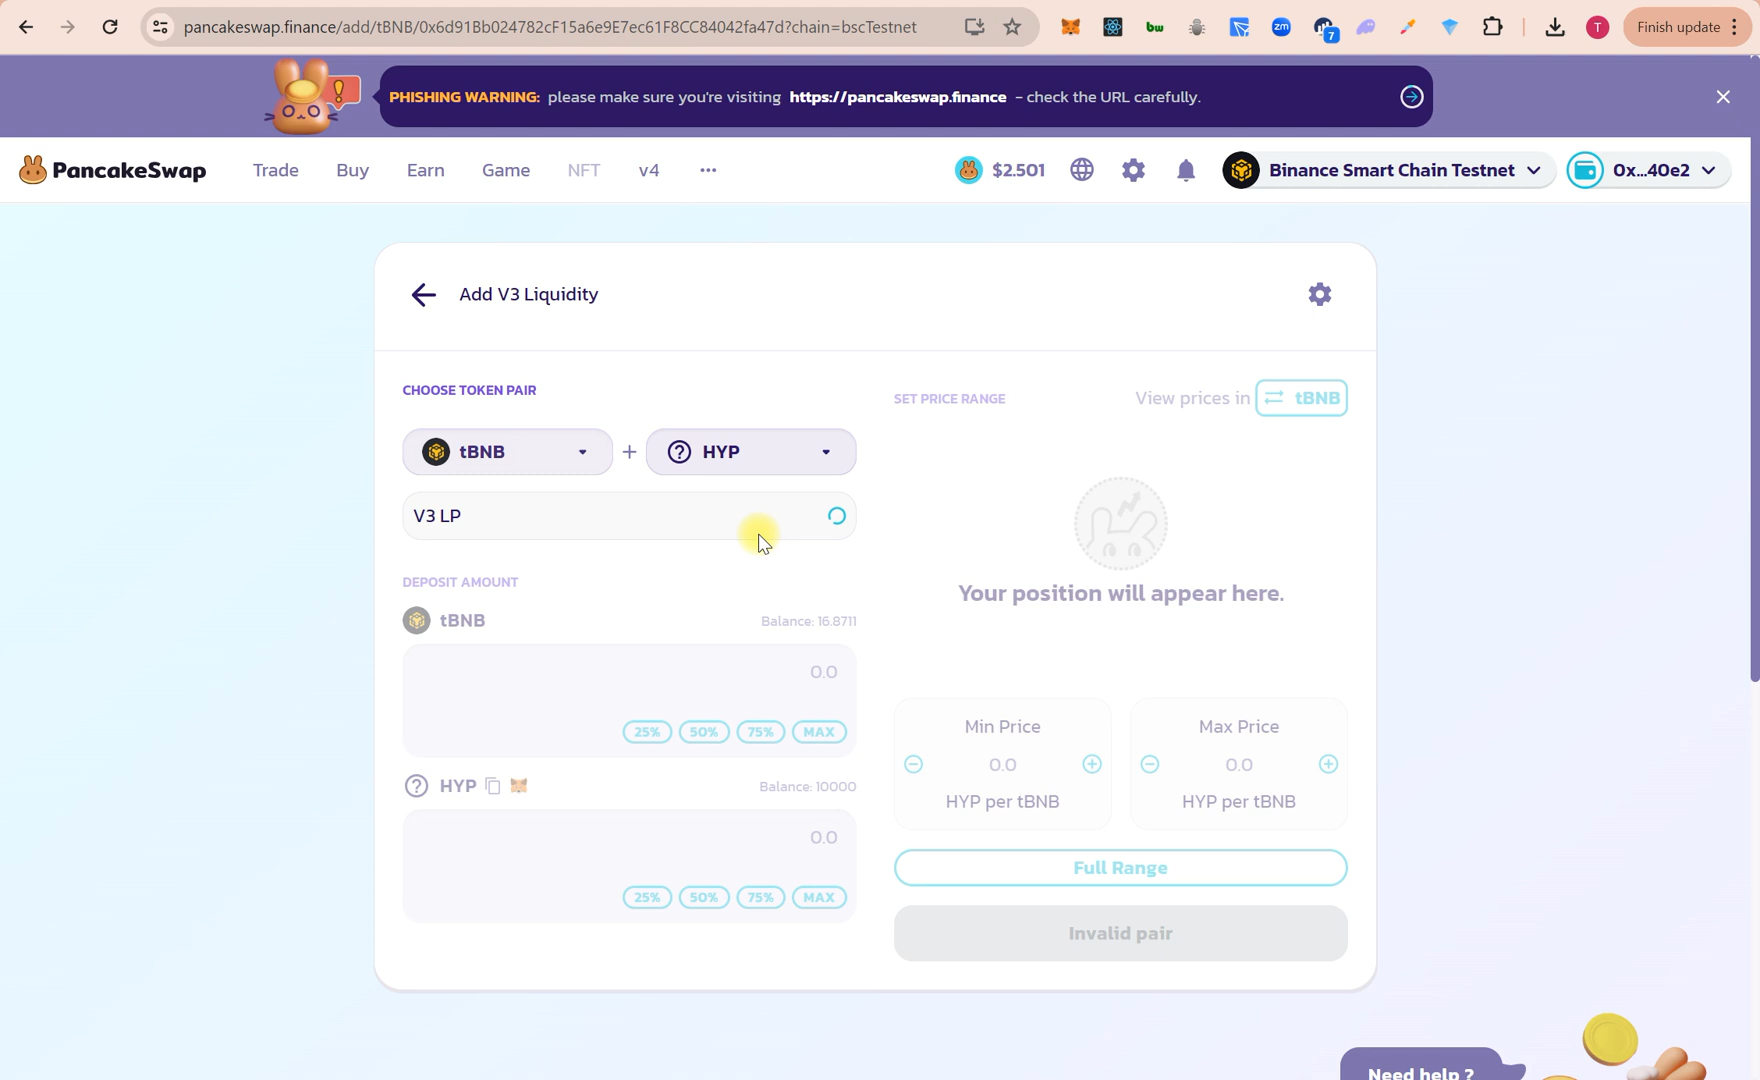 pancakeswap.finance/add/tBNB/0x6d91Bb024782cF15a6e9E7ec61F8CC84042fa47d?chain=bscTestnet
bw
zm
7
T
Finish update
!
PHISHING WARNING: please make sure you're visiting https://pancakeswap.finance - check the URL carefully.
PancakeSwap
Trade
Buy
Earn
Game
NFT
v4
$2.501
Binance Smart Chain Testnet
0x...40e2
Add V3 Liquidity
CHOOSE TOKEN PAIR
SET PRICE RANGE
View prices in tBNB
tBNB + HYP
V3 LP
Your position will appear here.
DEPOSIT AMOUNT
tBNB
Balance: 16.8711
0.0
25% 50% 75% MAX
HYP
Balance: 10000
0.0
25% 50% 75% MAX
Min Price
0.0
HYP per tBNB
Max Price
0.0
HYP per tBNB
Full Range
Invalid pair
Need help ?